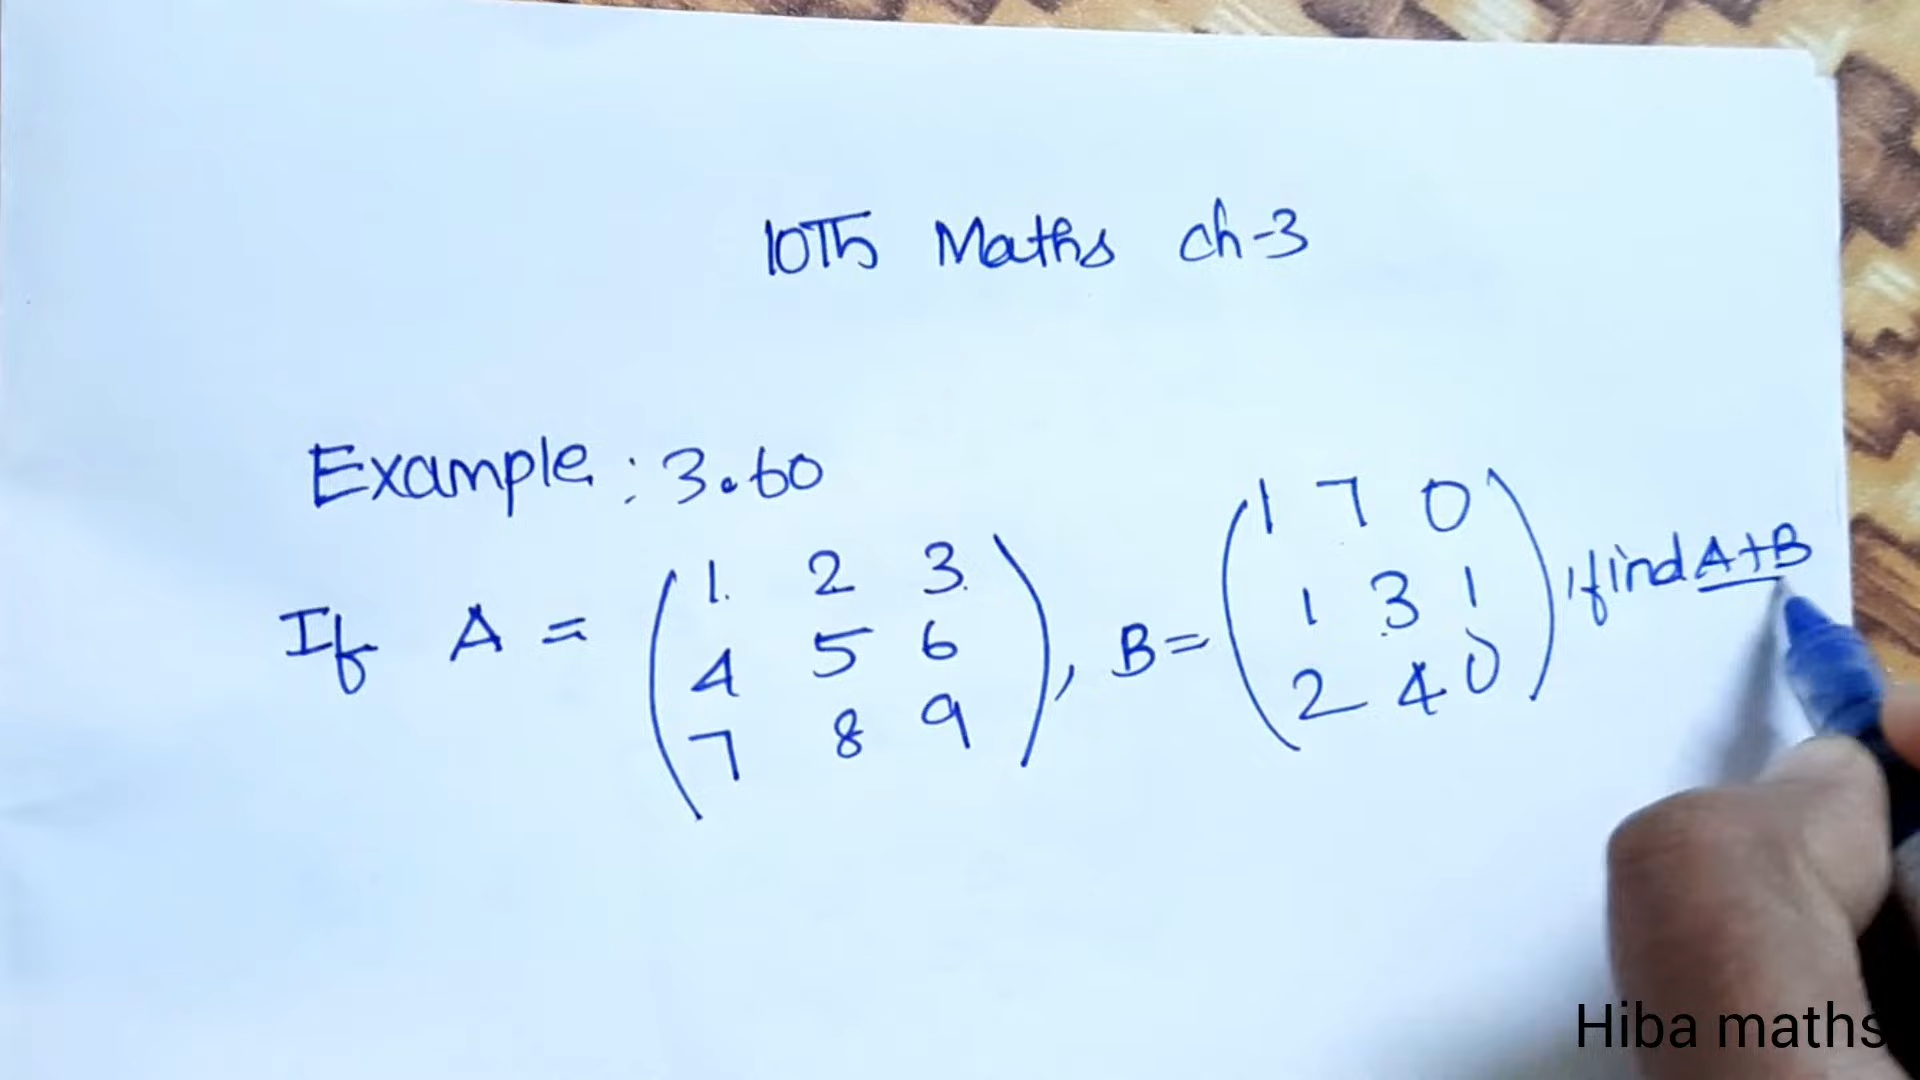 10Th Maths ch-3
Example : 3.60
If A = (1 2 3
4 5 6
7 8 9), B = (1 7 0
1 3 1
2 4 0), find A+B
Hiba maths